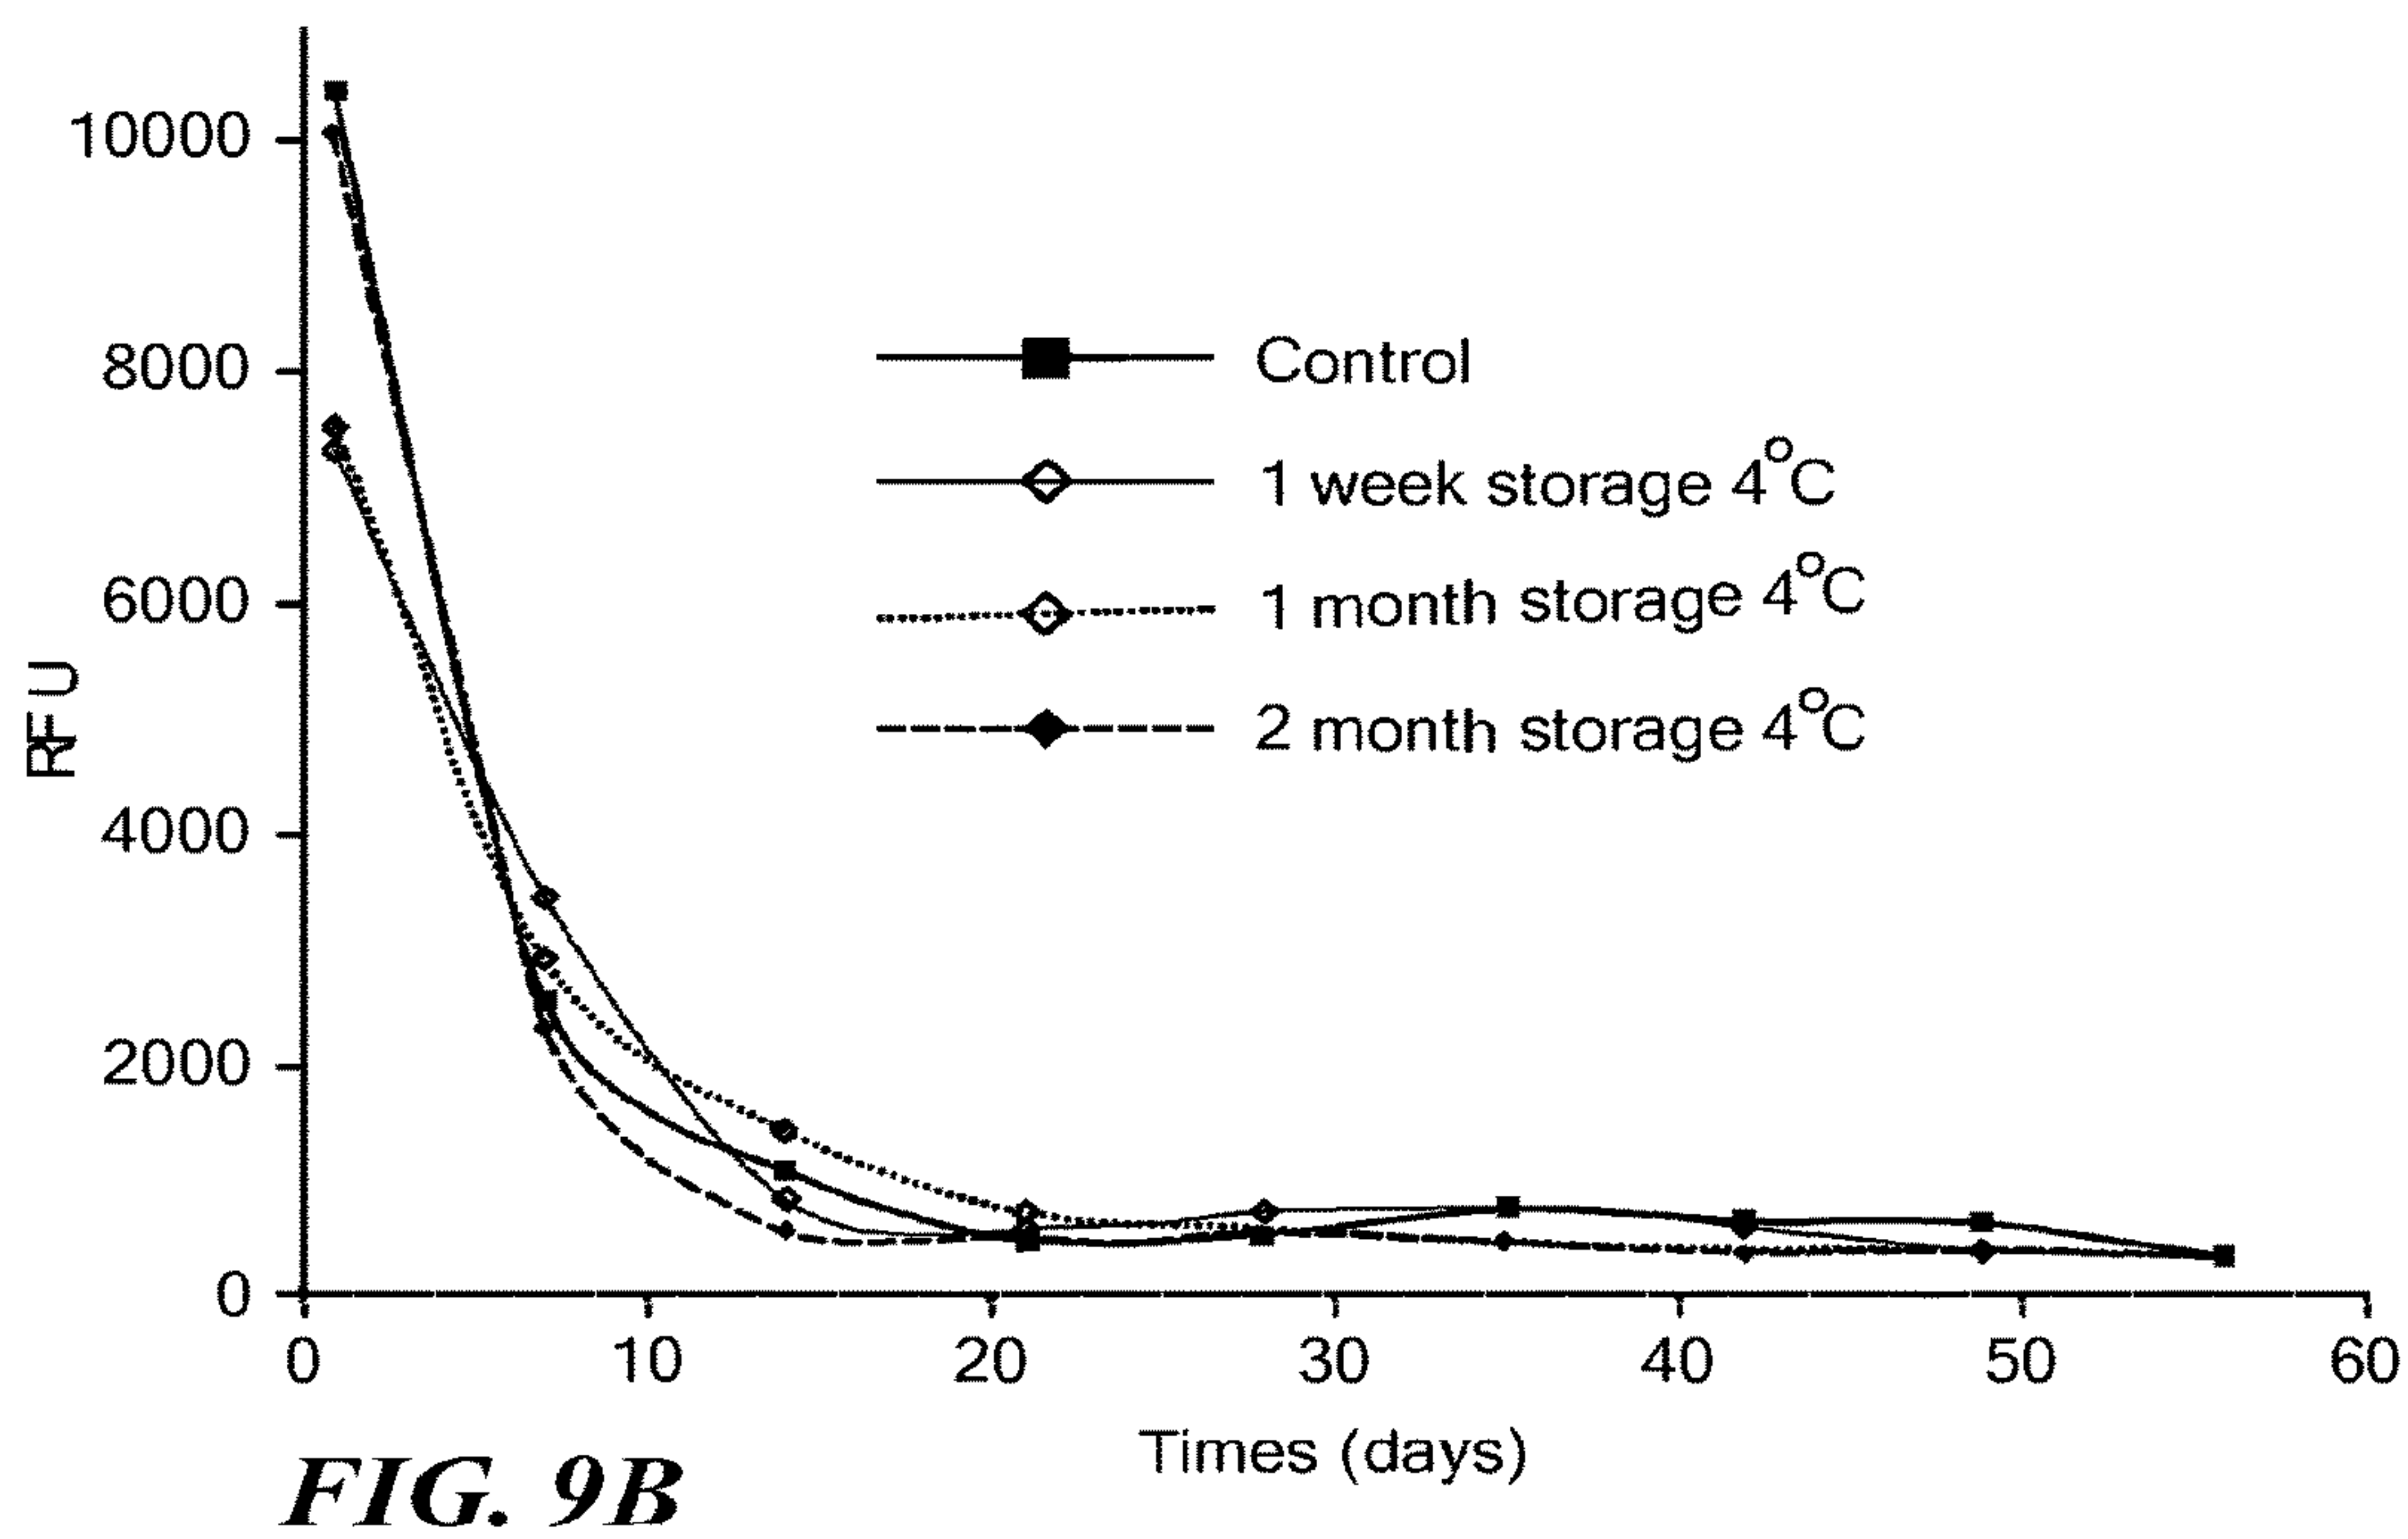 10000
8000
6000
4000
2000
0
RFU
Control
1 week storage 4°C
1 month storage 4°C
2 month storage 4°C
0 10 20 30 40 50 60
Times (days)
FIG. 9B